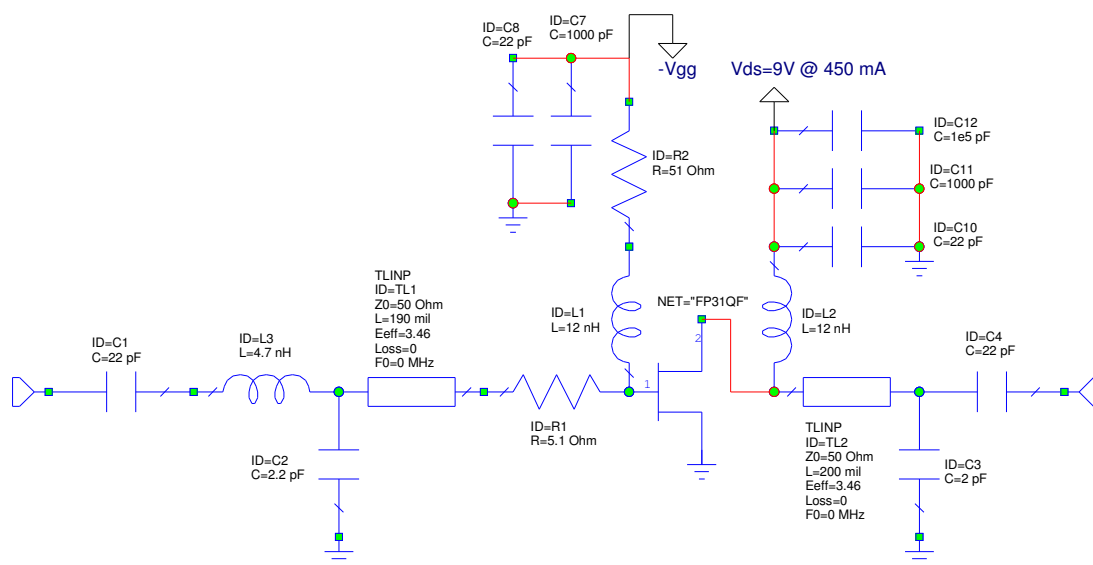 ID=C8
C=22 pF
ID=C7
C=1000 pF
-Vgg
Vds=9V @ 450 mA
ID=C12
C=1e5 pF
ID=R2
R=51 Ohm
ID=C11
C=1000 pF
ID=C10
C=22 pF
TLINP
ID=TL1
Z0=50 Ohm
L=190 mil
Eeff=3.46
Loss=0
F0=0 MHz
ID=L1
L=12 nH
NET="FP31QF"
ID=L2
L=12 nH
ID=C1
C=22 pF
ID=L3
L=4.7 nH
2
1
ID=C4
C=22 pF
ID=R1
R=5.1 Ohm
TLINP
ID=TL2
Z0=50 Ohm
L=200 mil
Eeff=3.46
Loss=0
F0=0 MHz
ID=C2
C=2.2 pF
ID=C3
C=2 pF